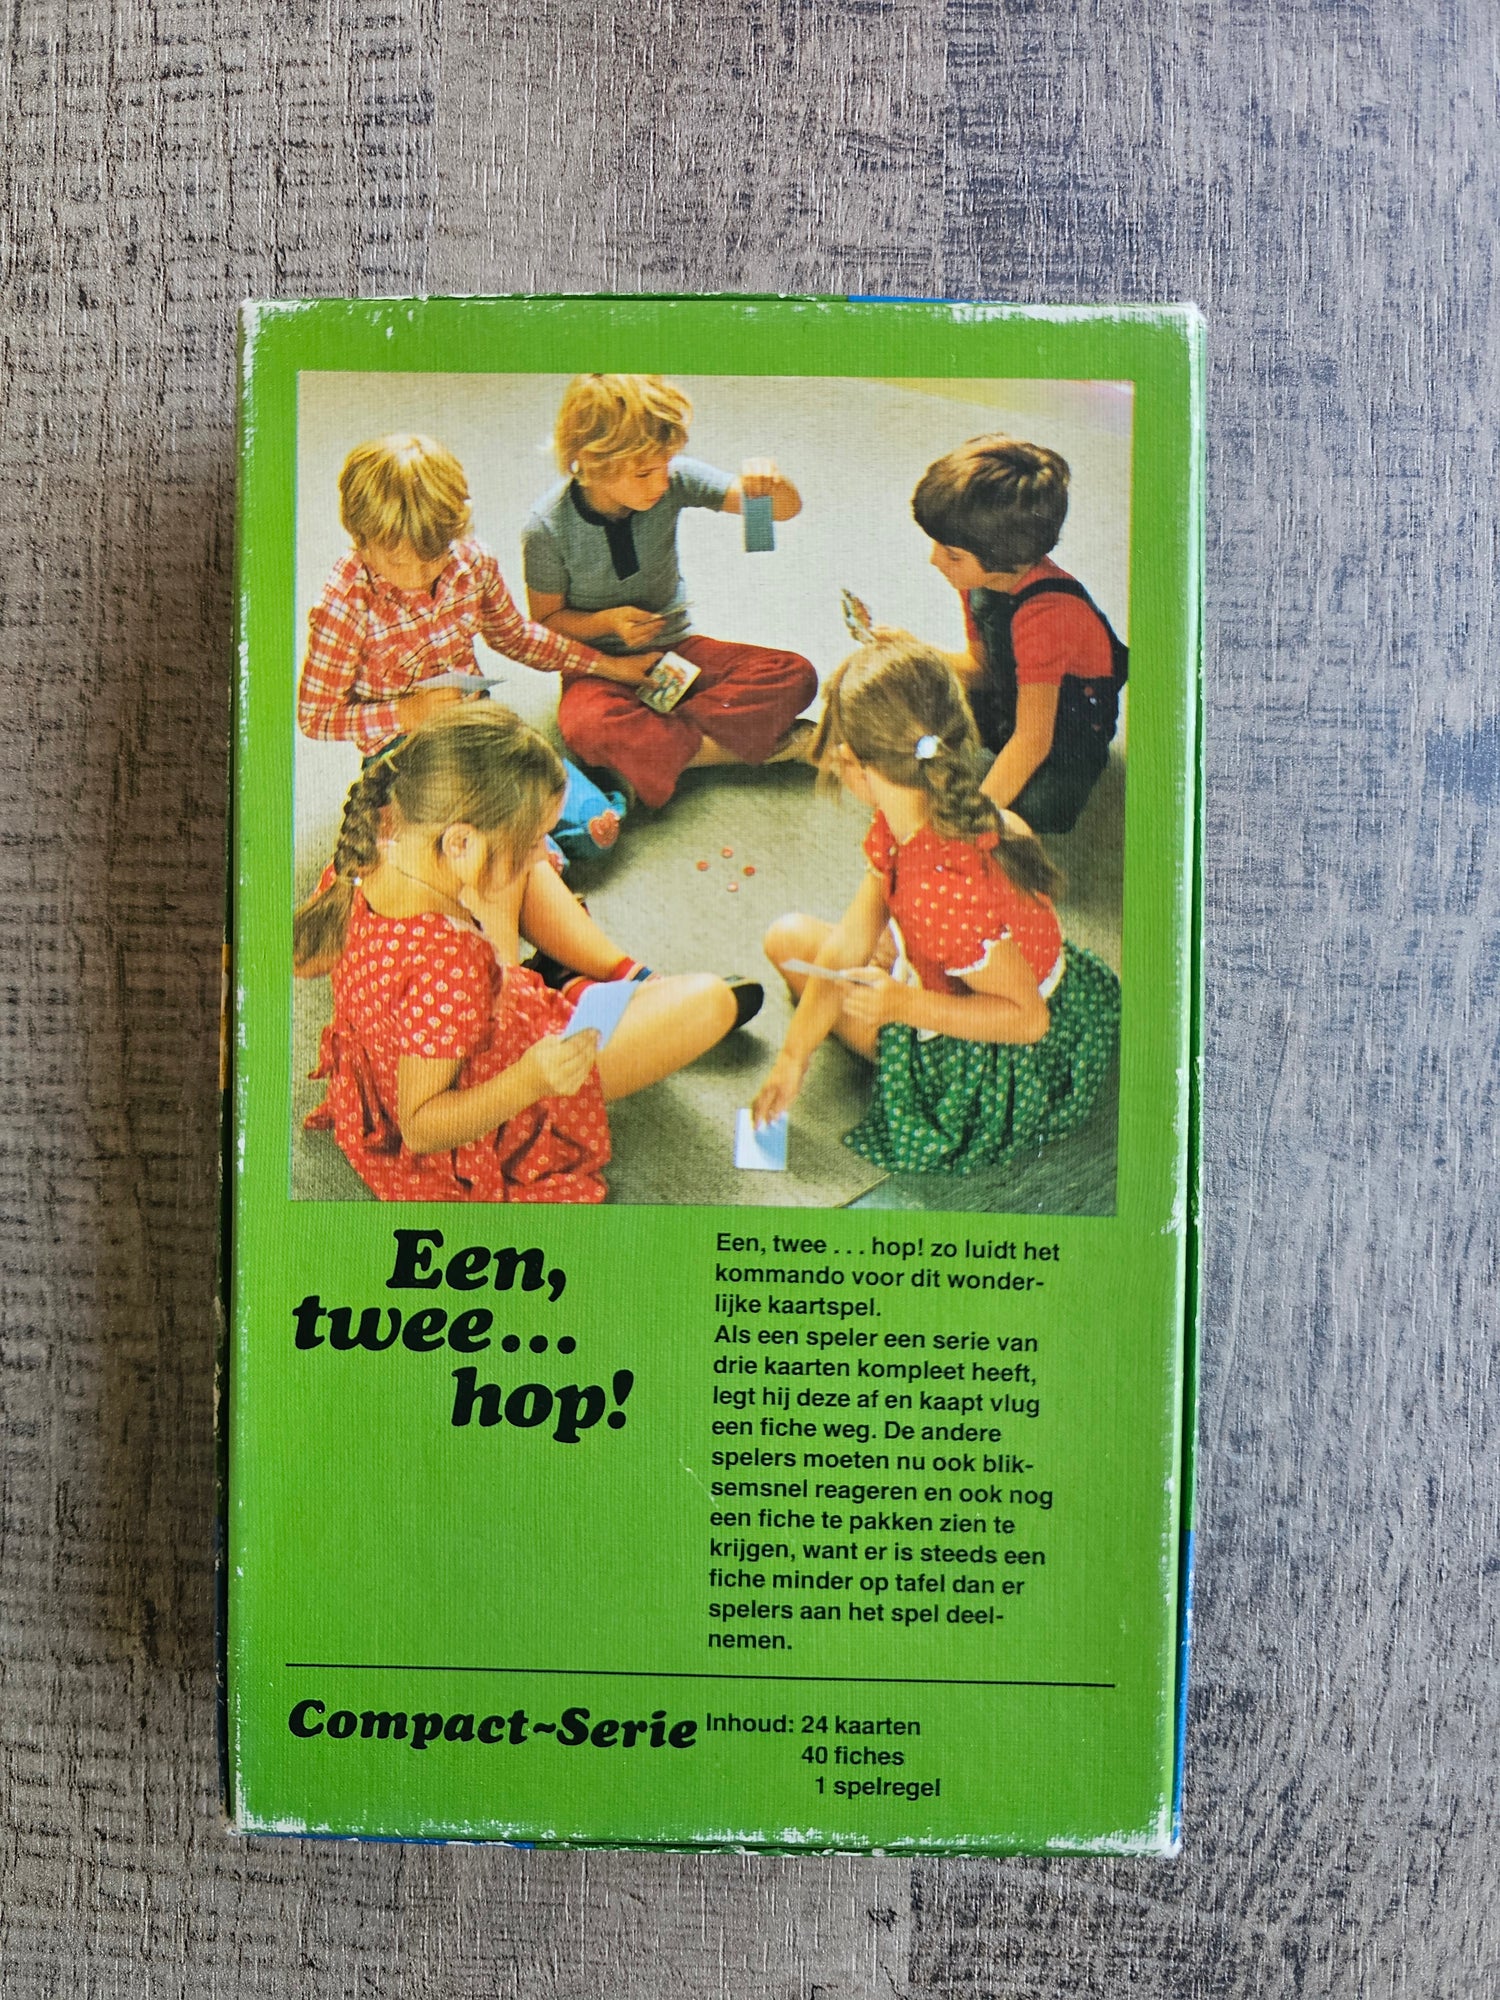 Een,
twee...
hop!
Een, twee ... hop! zo luidt het
kommando voor dit wonder-
lijke kaartspel.
Als een speler een serie van
drie kaarten kompleet heeft,
legt hij deze af en kaapt vlug
een fiche weg. De andere
spelers moeten nu ook blik-
semsnel reageren en ook nog
een fiche te pakken zien te
krijgen, want er is steeds een
fiche minder op tafel dan er
spelers aan het spel deel-
nemen.
Compact~Serie
Inhoud: 24 kaarten
40 fiches
1 spelregel